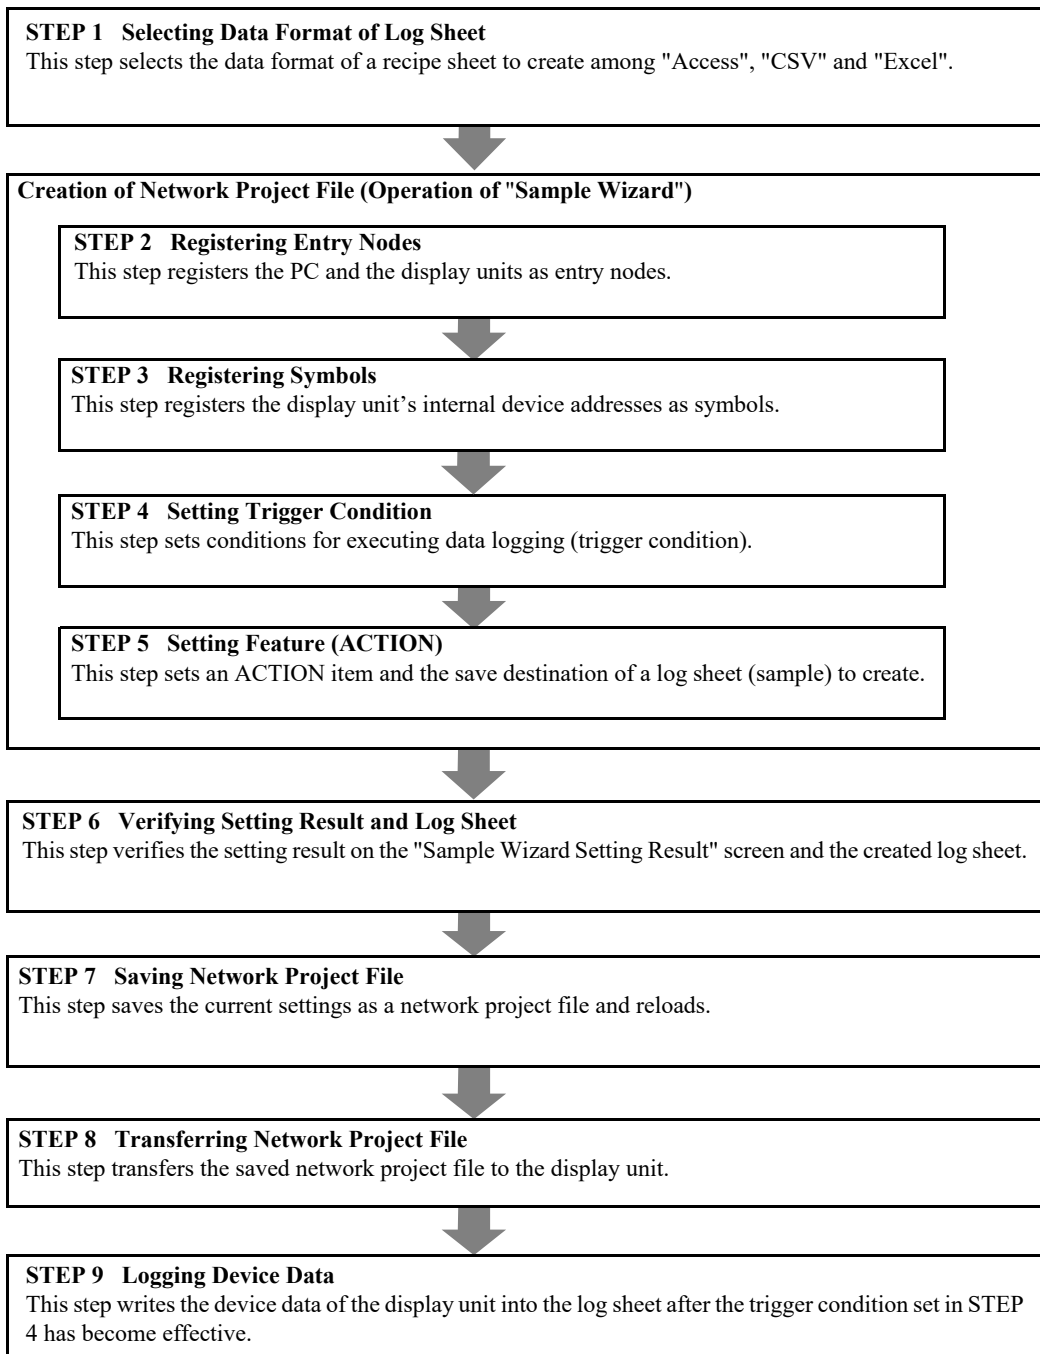 STEP 1 Selecting Data Format of Log Sheet
This step selects the data format of a recipe sheet to create among "Access", "CSV" and "Excel".
Creation of Network Project File (Operation of "Sample Wizard")
STEP 2 Registering Entry Nodes
This step registers the PC and the display units as entry nodes.
STEP 3 Registering Symbols
This step registers the display unit’s internal device addresses as symbols.
STEP 4 Setting Trigger Condition
This step sets conditions for executing data logging (trigger condition).
STEP 5 Setting Feature (ACTION)
This step sets an ACTION item and the save destination of a log sheet (sample) to create.
STEP 6 Verifying Setting Result and Log Sheet
This step verifies the setting result on the "Sample Wizard Setting Result" screen and the created log sheet.
STEP 7 Saving Network Project File
This step saves the current settings as a network project file and reloads.
STEP 8 Transferring Network Project File
This step transfers the saved network project file to the display unit.
STEP 9 Logging Device Data
This step writes the device data of the display unit into the log sheet after the trigger condition set in STEP
4 has become effective.